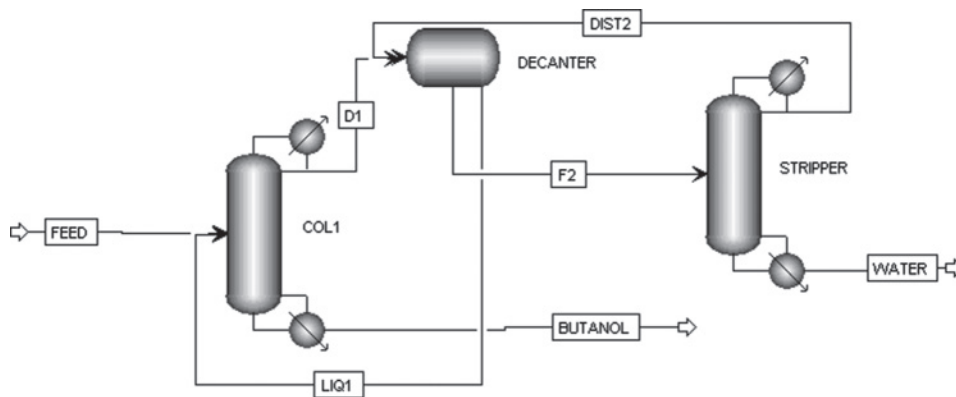 DIST2
DECANTER
D1
F2
STRIPPER
COL1
FEED
WATER
BUTANOL
LIQ1